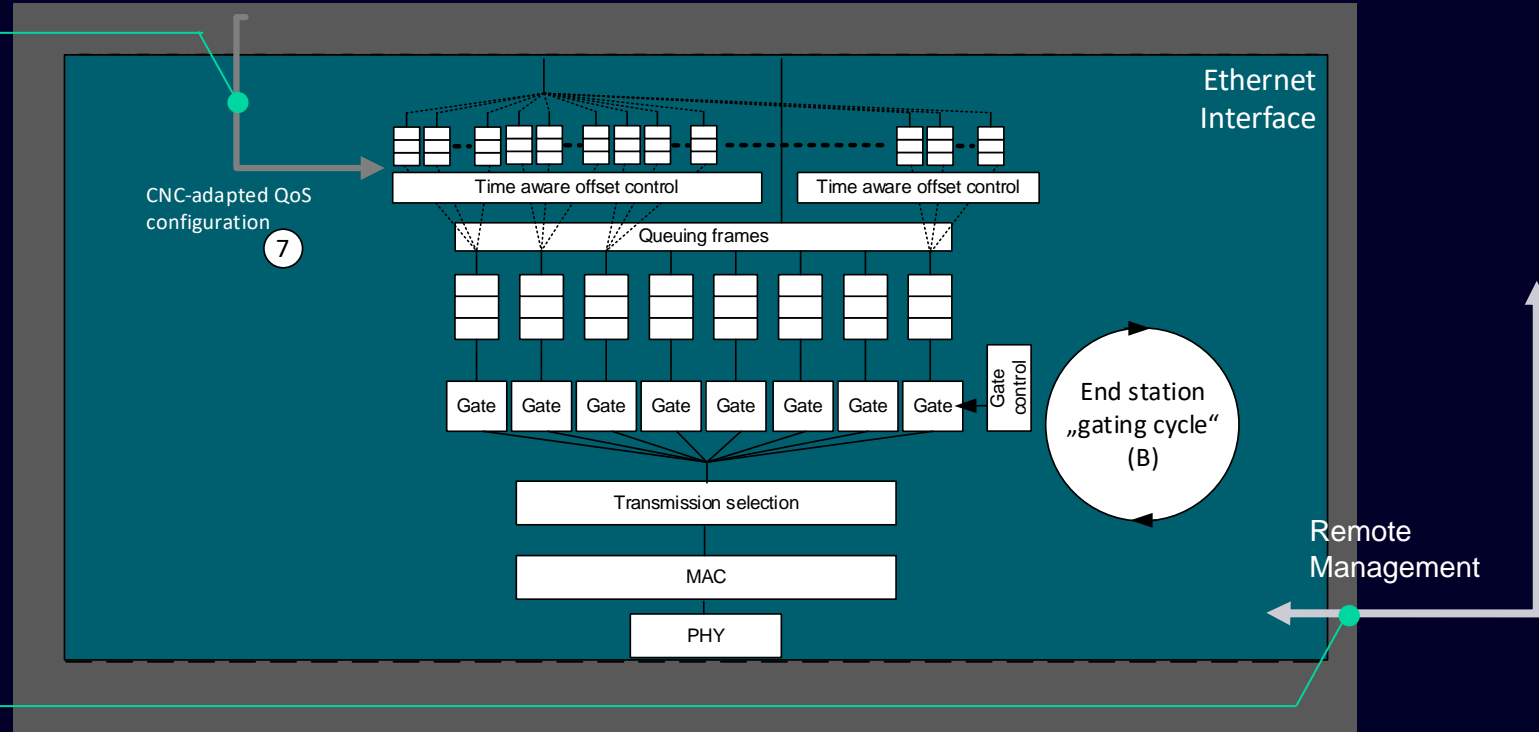 Ethernet
Interface
CNC-adapted QoS
configuration
7
Time aware offset control
Time aware offset control
Queuing frames
Gate
Gate
Gate
Gate
Gate
Gate
Gate
Gate
Gate
control
End station
„gating cycle“
(B)
Transmission selection
MAC
PHY
Remote
Management